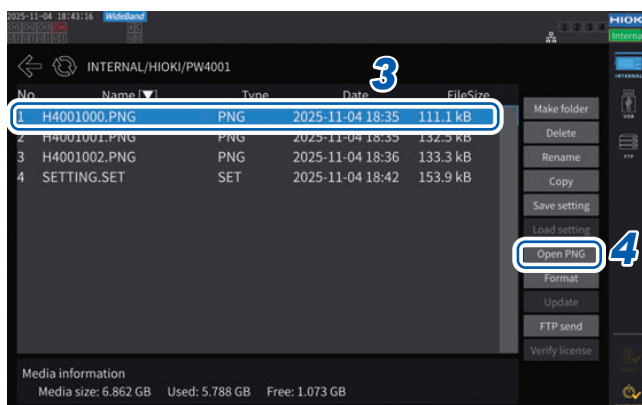 2025-11-04 18:43:16 WideBand
HIOKI
Internal
1 2 3 4
INTERNAL/HIOKI/PW4001
INTERNAL
3
No. Name [▼] Type Date FileSize
1 H4001000.PNG PNG 2025-11-04 18:35 111.1 kB
2 H4001001.PNG PNG 2025-11-04 18:35 132.5 kB
3 H4001002.PNG PNG 2025-11-04 18:36 133.3 kB
4 SETTING.SET SET 2025-11-04 18:42 153.9 kB
Make folder
USB
Delete
Rename
FTP
Copy
Save setting
Load setting
Open PNG
4
Format
Update
FTP send
Verify license
Media information
Media size: 6.862 GB Used: 5.788 GB Free: 1.073 GB